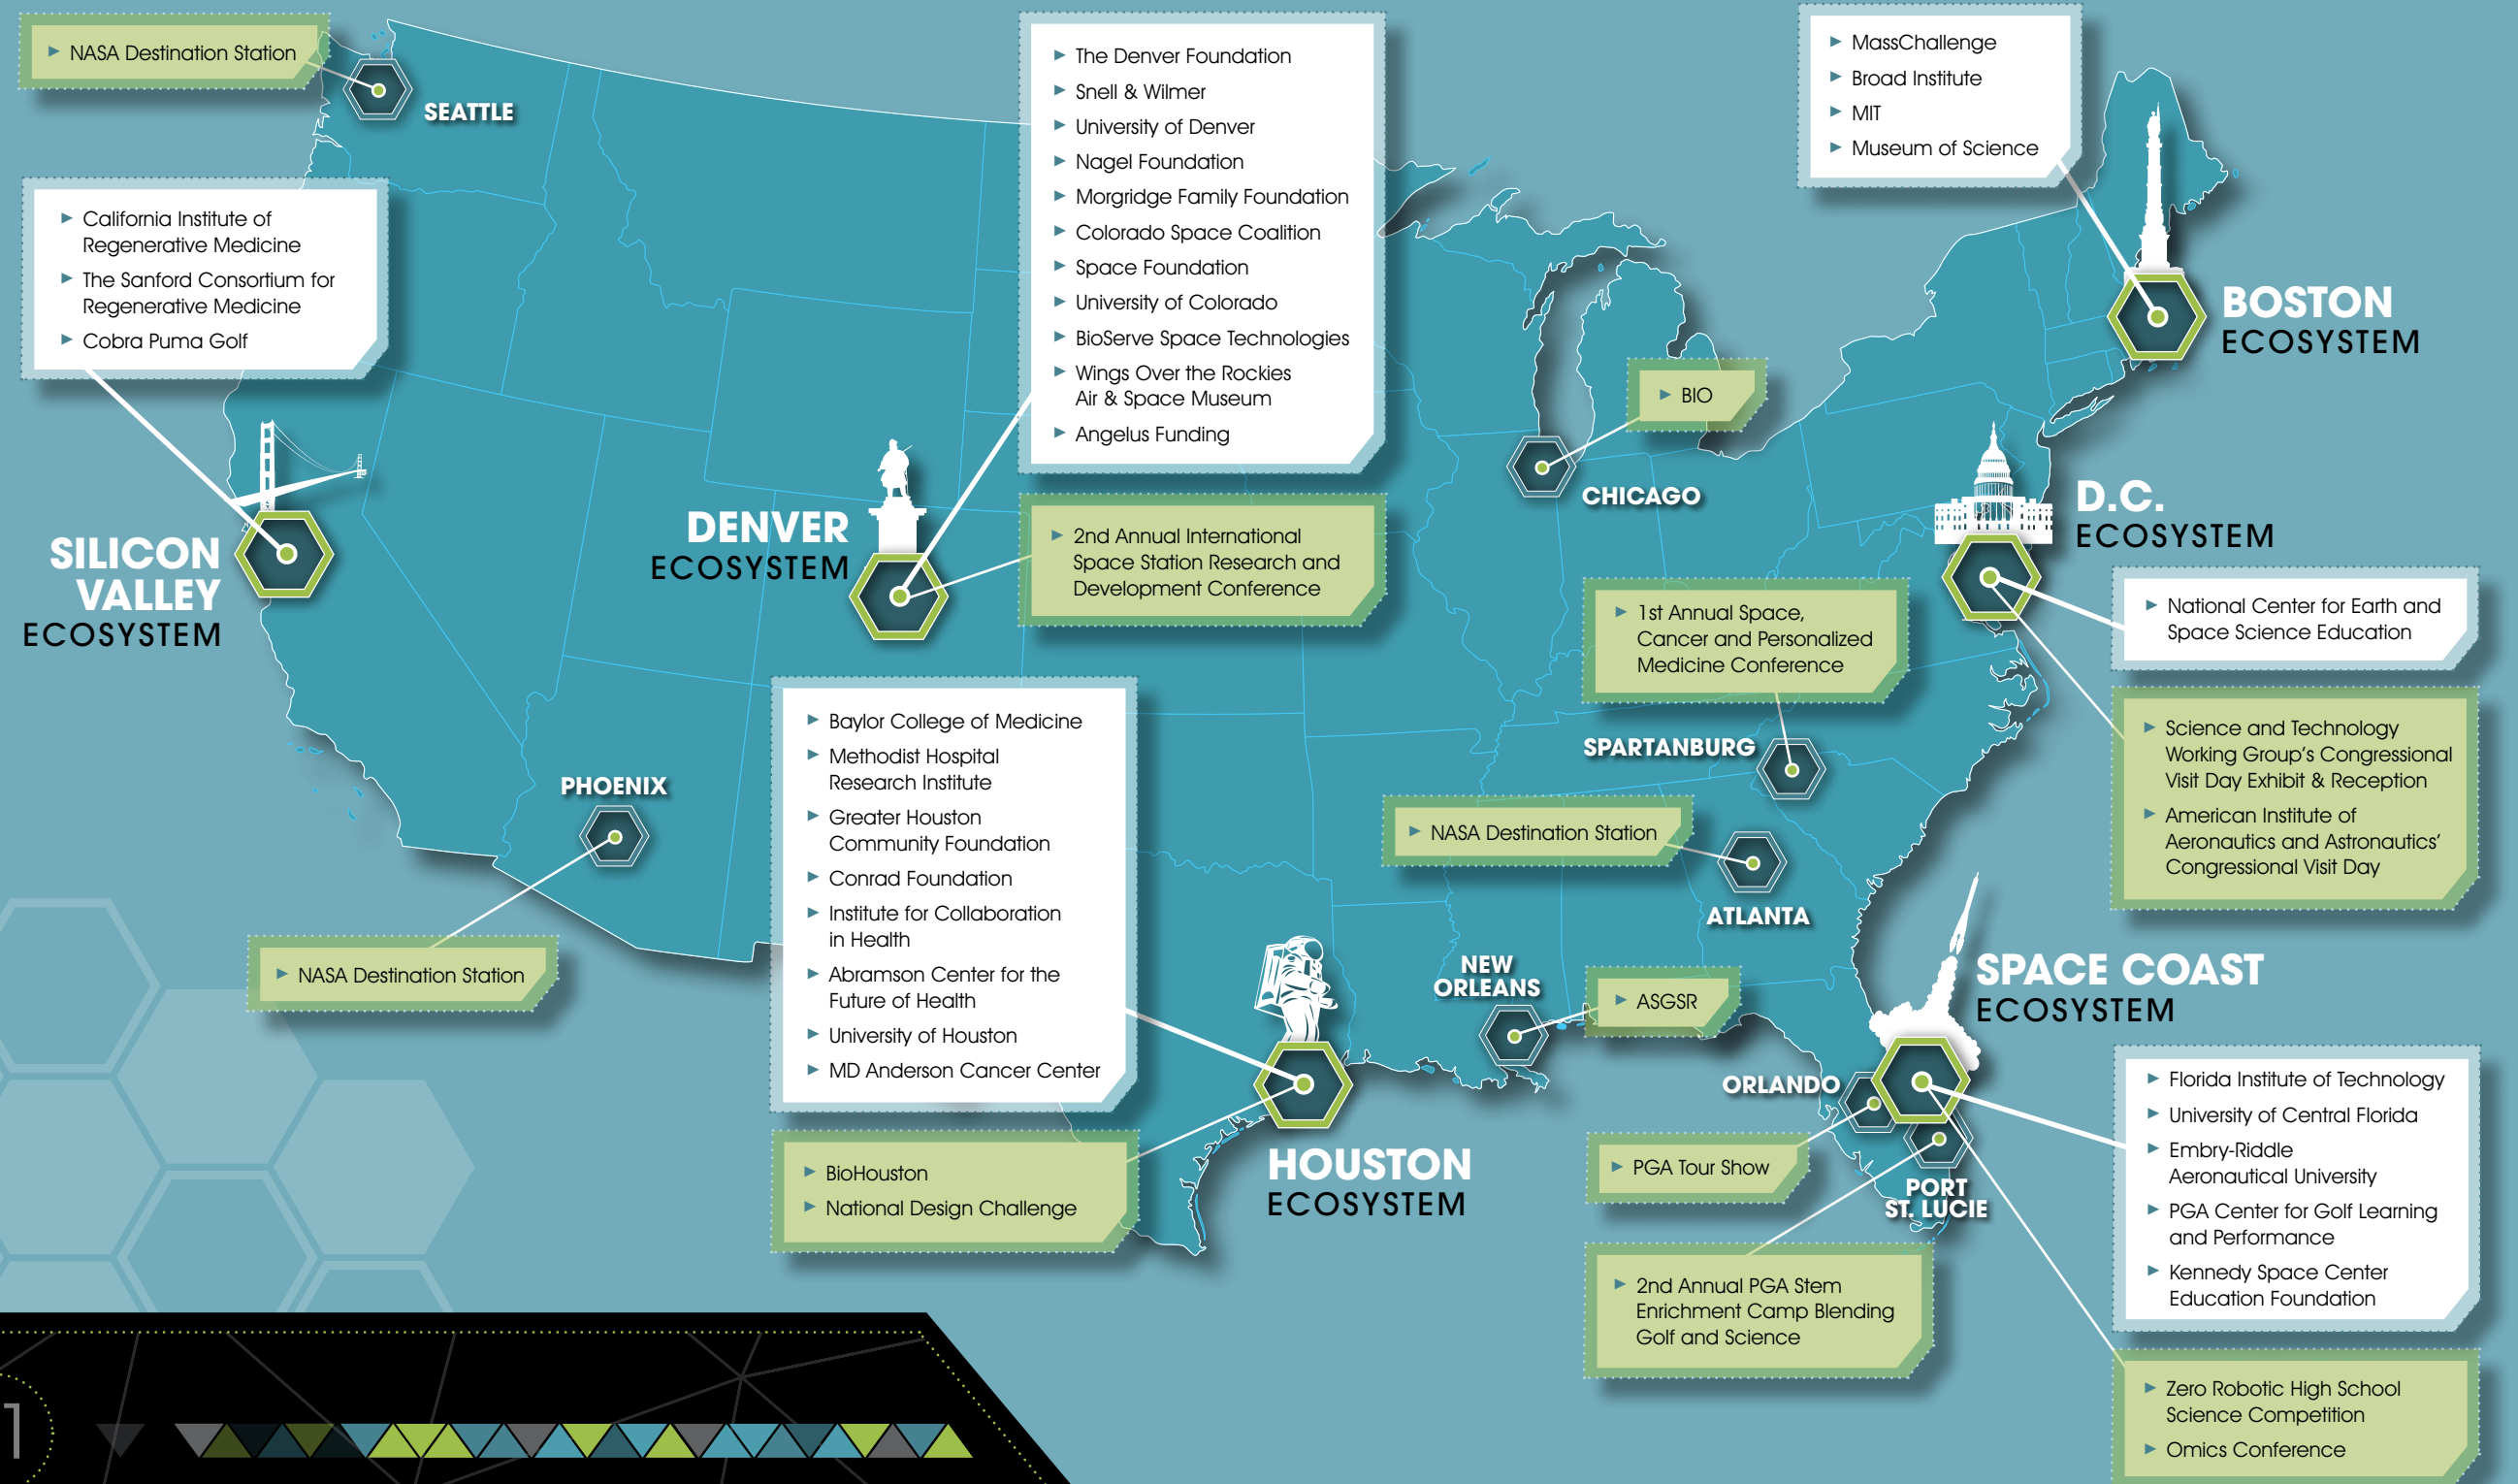 NASA Destination Station
SEATTLE
California Institute of
Regenerative Medicine
The Sanford Consortium for
Regenerative Medicine
Cobra Puma Golf
SILICON
VALLEY
ECOSYSTEM
The Denver Foundation
Snell & Wilmer
University of Denver
Nagel Foundation
Morgridge Family Foundation
Colorado Space Coalition
Space Foundation
University of Colorado
BioServe Space Technologies
Wings Over the Rockies
Air & Space Museum
Angelus Funding
DENVER
ECOSYSTEM
2nd Annual International
Space Station Research and
Development Conference
MassChallenge
Broad Institute
MIT
Museum of Science
BOSTON
ECOSYSTEM
BIO
CHICAGO
D.C.
ECOSYSTEM
National Center for Earth and
Space Science Education
Science and Technology
Working Group's Congressional
Visit Day Exhibit & Reception
American Institute of
Aeronautics and Astronautics'
Congressional Visit Day
1st Annual Space,
Cancer and Personalized
Medicine Conference
SPARTANBURG
NASA Destination Station
ATLANTA
PHOENIX
NASA Destination Station
Baylor College of Medicine
Methodist Hospital
Research Institute
Greater Houston
Community Foundation
Conrad Foundation
Institute for Collaboration
in Health
Abramson Center for the
Future of Health
University of Houston
MD Anderson Cancer Center
BioHouston
National Design Challenge
HOUSTON
ECOSYSTEM
NEW
ORLEANS
ASGSR
SPACE COAST
ECOSYSTEM
ORLANDO
PGA Tour Show
PORT
ST. LUCIE
2nd Annual PGA Stem
Enrichment Camp Blending
Golf and Science
Florida Institute of Technology
University of Central Florida
Embry-Riddle
Aeronautical University
PGA Center for Golf Learning
and Performance
Kennedy Space Center
Education Foundation
Zero Robotic High School
Science Competition
Omics Conference
1